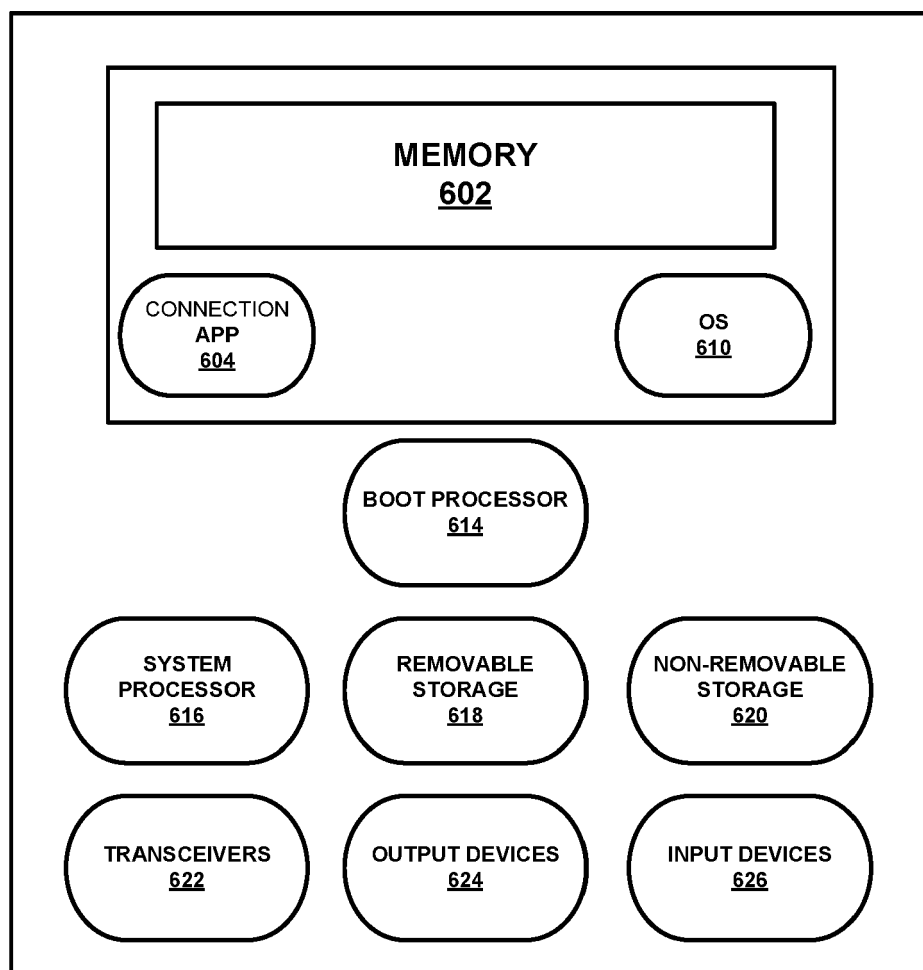 MEMORY
602
CONNECTION
APP
604
OS
610
BOOT PROCESSOR
614
SYSTEM
PROCESSOR
616
REMOVABLE
STORAGE
618
NON-REMOVABLE
STORAGE
620
TRANSCEIVERS
622
OUTPUT DEVICES
624
INPUT DEVICES
626